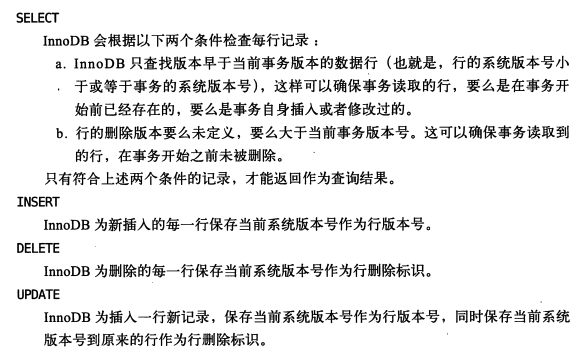 SELECT
InnoDB 会根据以下两个条件检查每行记录：
a. InnoDB 只查找版本早于当前事务版本的数据行（也就是，行的系统版本号小
于或等于事务的系统版本号），这样可以确保事务读取的行，要么是在事务开
始前已经存在的，要么是事务自身插入或者修改过的。
b. 行的删除版本要么未定义，要么大于当前事务版本号。这可以确保事务读取到
的行，在事务开始之前未被删除。
只有符合上述两个条件的记录，才能返回作为查询结果。
INSERT
InnoDB 为新插入的每一行保存当前系统版本号作为行版本号。
DELETE
InnoDB 为删除的每一行保存当前系统版本号作为行删除标识。
UPDATE
InnoDB 为插入一行新记录，保存当前系统版本号作为行版本号，同时保存当前系统
版本号到原来的行作为行删除标识。